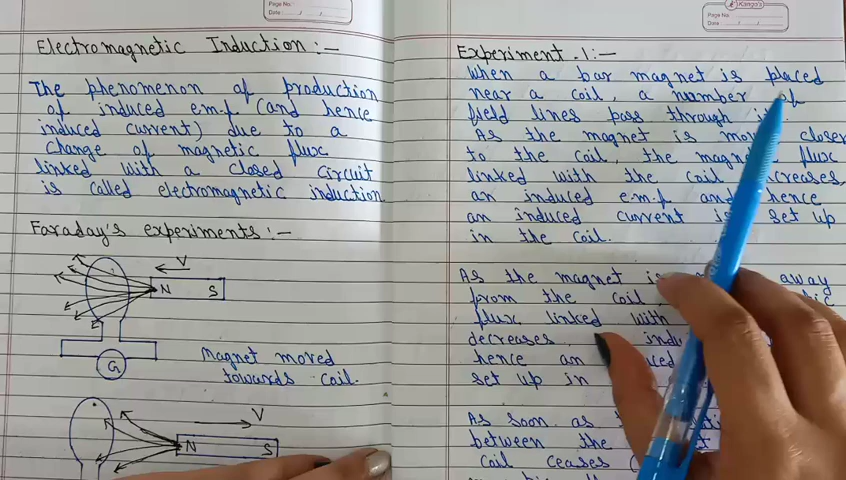 Page No.:
Date: / /
Electromagnetic Induction :-
The phenomenon of production
of induced e.m.f (and hence
induced current) due to a
change of magnetic flux
linked with a closed circuit
is called electromagnetic induction
Faraday's experiments :-
V
N S
G
Magnet moved
towards coil.
V
N S
Kanga's
Page No.:
Date: / /
Experiment .1:-
When a bar magnet is placed
near a coil, a number of
field lines pass through
As the magnet is closer
to the coil, the flux
linked with the coil
an induced e.m.f and hence
an induced current is set up
in the coil.
As the magnet is away
from the coil
flux linked with
decreases.
hence an
set up in
As soon as
between the
coil ceases